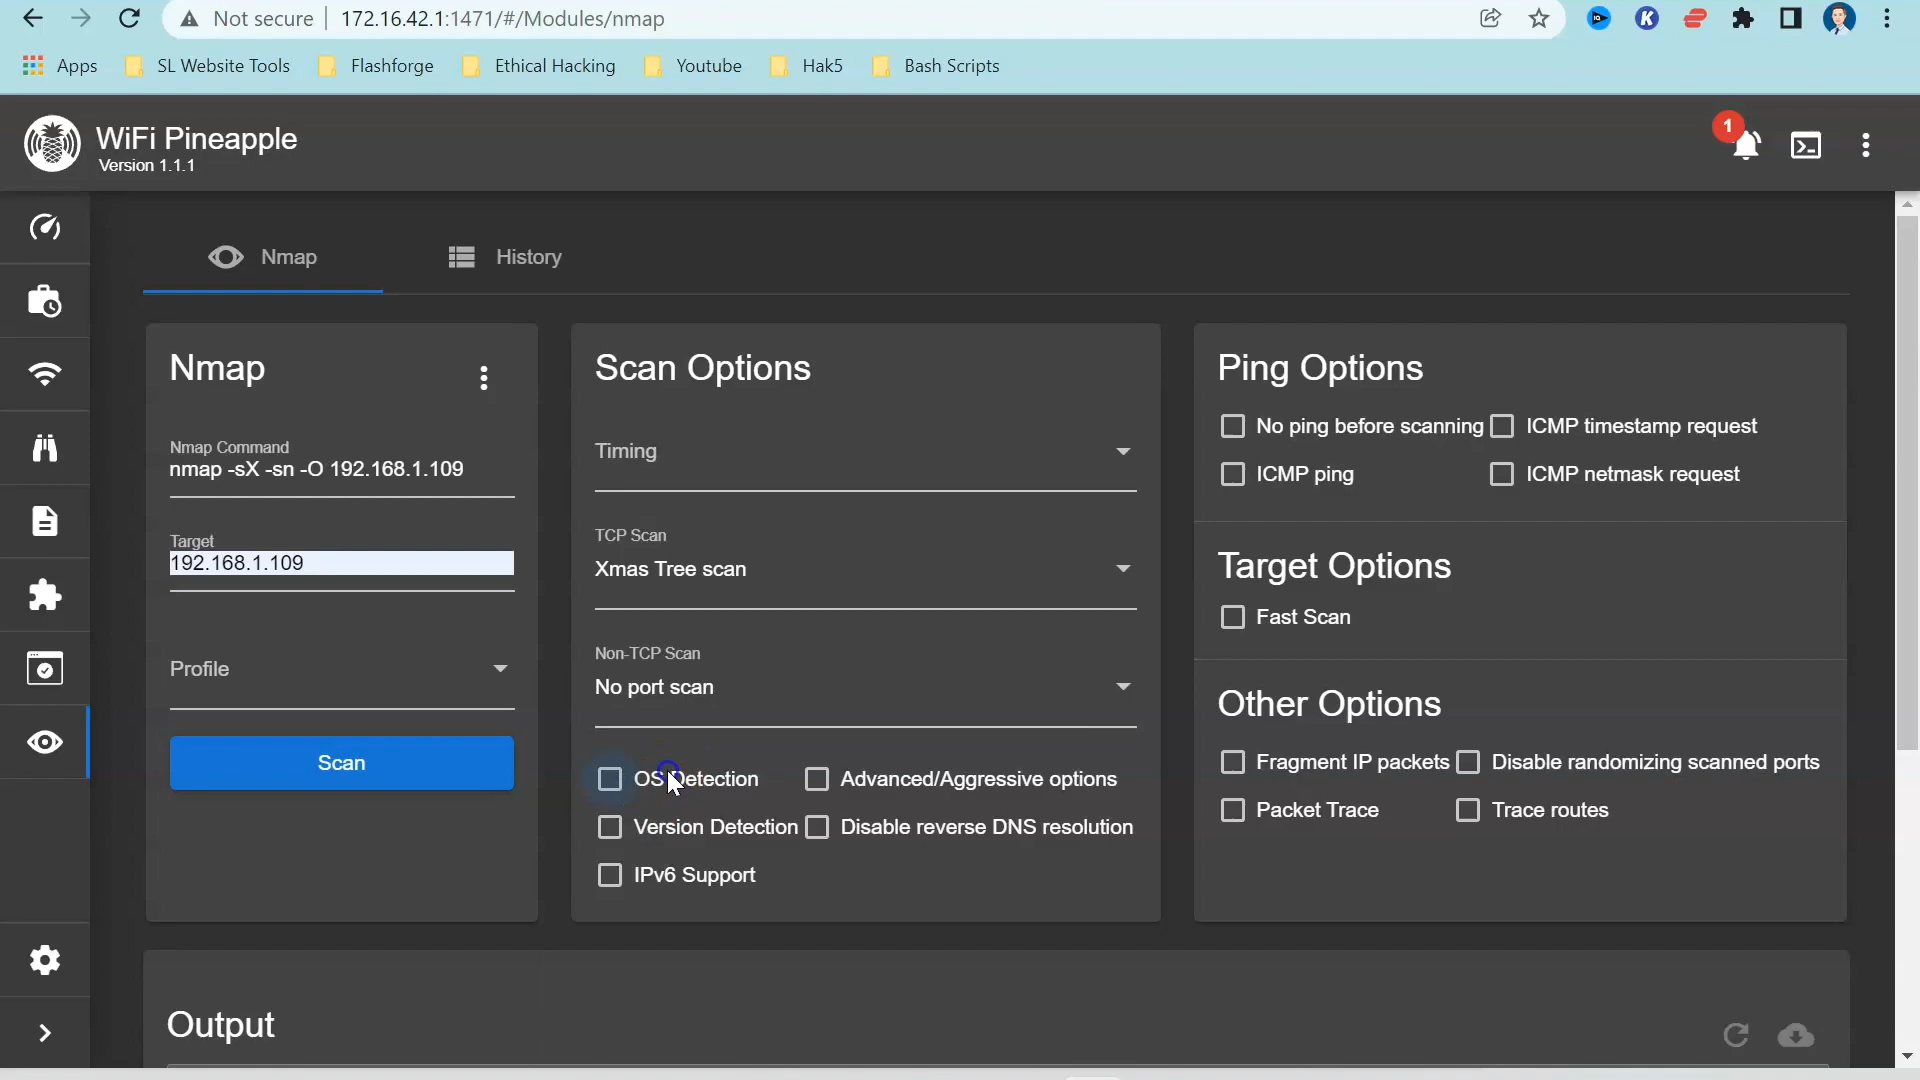 Not secure 172.16.42.1:1471/#/Modules/nmap
Apps SL Website Tools Flashforge Ethical Hacking Youtube Hak5 Bash Scripts
WiFi Pineapple
Version 1.1.1
1
Nmap History
Nmap
Nmap Command
nmap -sX -sn -O 192.168.1.109
Target
192.168.1.109
Profile
Scan
Scan Options
Timing
TCP Scan
Xmas Tree scan
Non-TCP Scan
No port scan
OS Detection Advanced/Aggressive options
Version Detection Disable reverse DNS resolution
IPv6 Support
Ping Options
No ping before scanning ICMP timestamp request
ICMP ping ICMP netmask request
Target Options
Fast Scan
Other Options
Fragment IP packets Disable randomizing scanned ports
Packet Trace Trace routes
Output